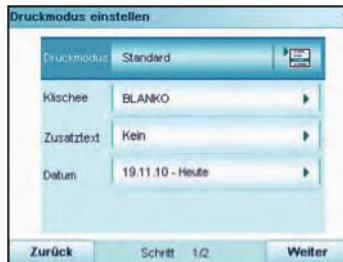 Druckmodus einstellen
Druckmodus Standard
Klischee BLANKO
Zusatztext Kein
Datum 19.11.10 - Heute
Zurück Schritt 1/2 Weiter